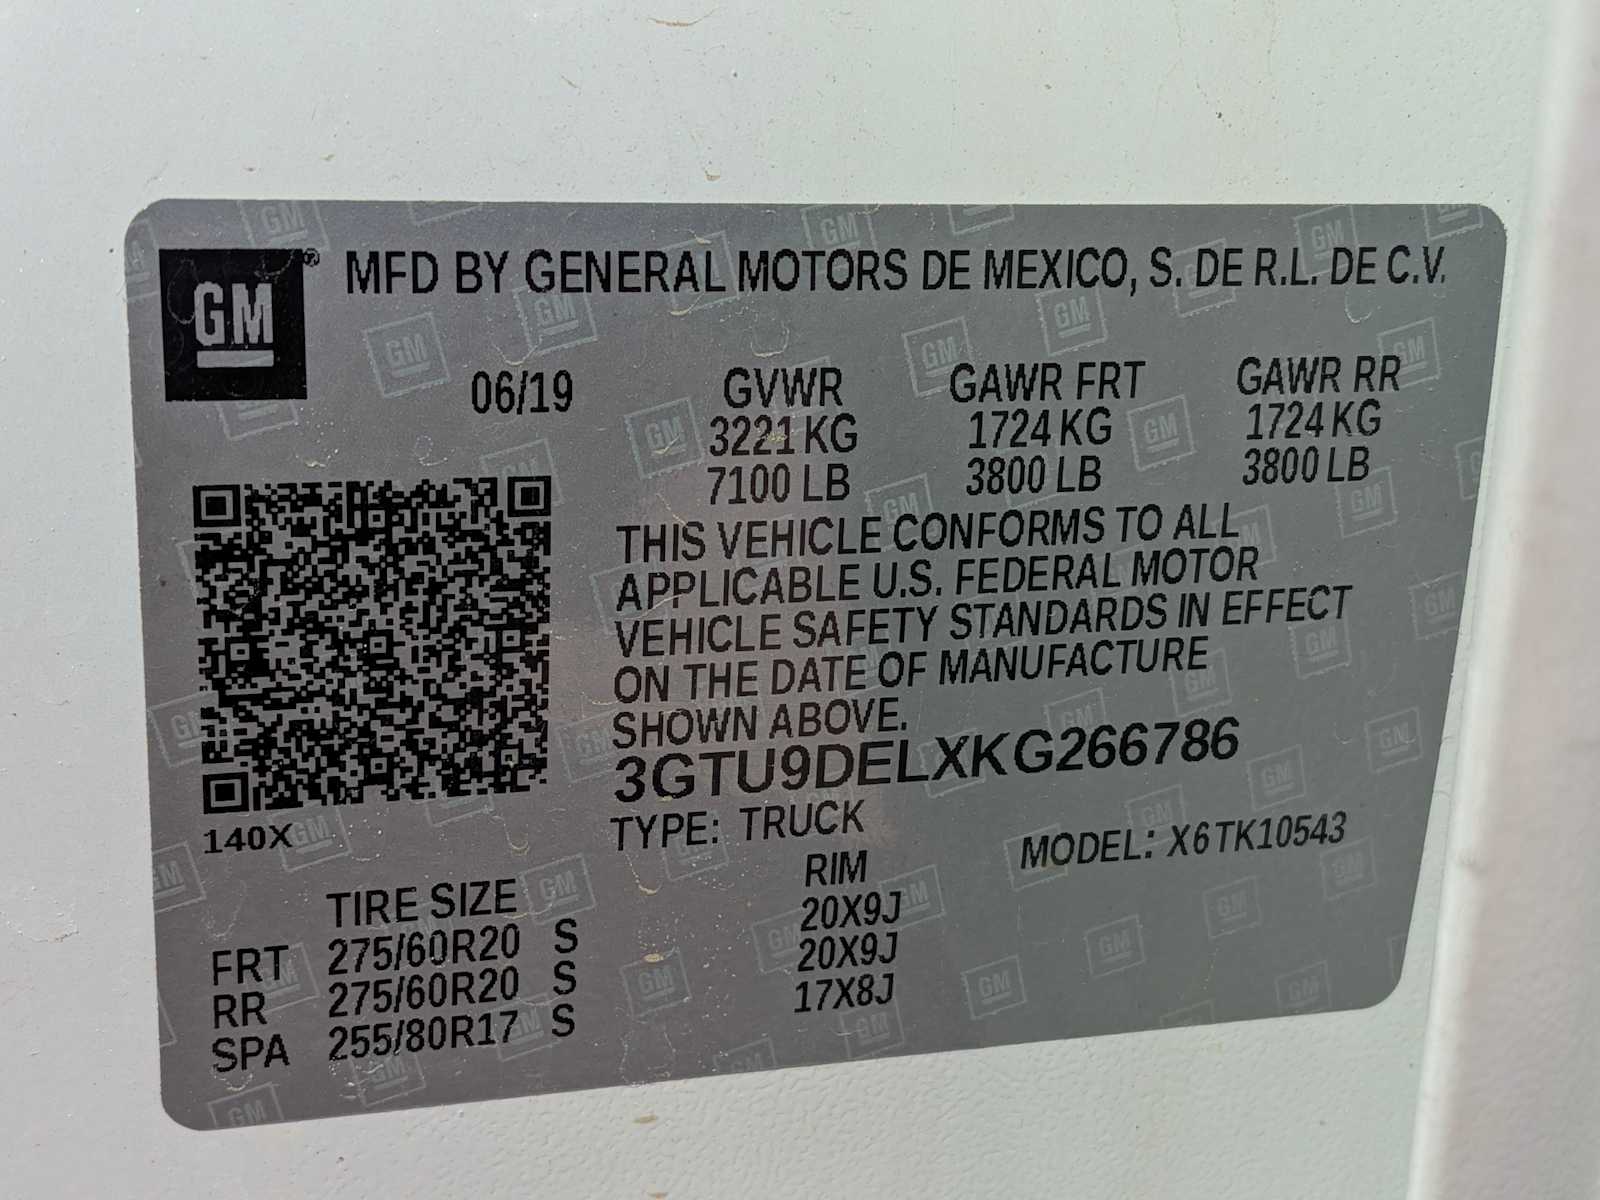 GM® MFD BY GENERAL MOTORS DE MEXICO, S. DE R.L. DE C.V.
06/19 GVWR GAWR FRT GAWR RR
3221 KG 1724 KG 1724 KG
7100 LB 3800 LB 3800 LB
THIS VEHICLE CONFORMS TO ALL
APPLICABLE U.S. FEDERAL MOTOR
VEHICLE SAFETY STANDARDS IN EFFECT
ON THE DATE OF MANUFACTURE
SHOWN ABOVE.
3GTU9DELXKG266786
140X TYPE: TRUCK MODEL: X6TK10543
TIRE SIZE RIM
FRT 275/60R20 S 20X9J
RR 275/60R20 S 20X9J
SPA 255/80R17 S 17X8J